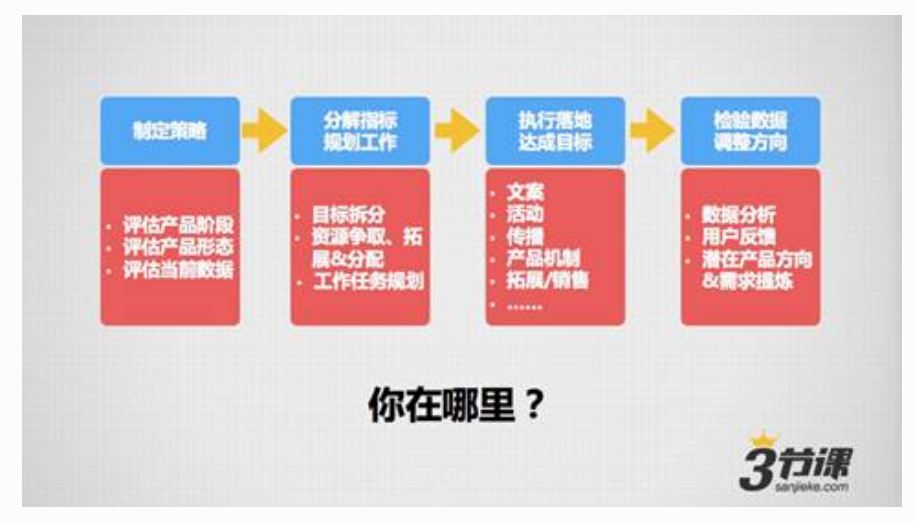 制定策略
分解指标
规划工作
执行落地
达成目标
检验数据
调整方向
· 评估产品阶段
· 评估产品形态
· 评估当前数据
· 目标拆分
· 资源争取、拓
展&分配
· 工作任务规划
· 文案
· 活动
· 传播
· 产品机制
· 拓展/销售
· ……
· 数据分析
· 用户反馈
· 潜在产品方向
&需求提炼
你在哪里？
3节课
sanjieke.com